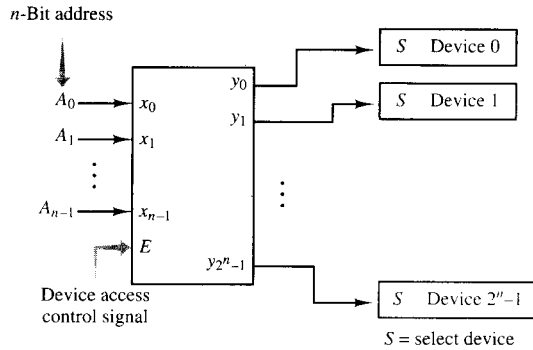 n-Bit address
A₀
x₀
y₀
S Device 0
A₁
x₁
y₁
S Device 1
Aₙ₋₁
xₙ₋₁
E
y₂ⁿ₋₁
S Device 2ⁿ–1
Device access
control signal
S = select device